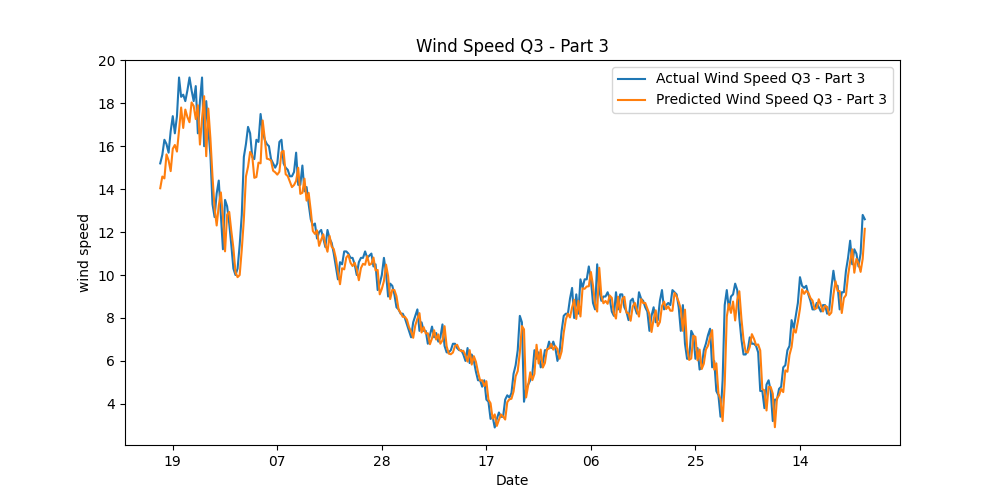 Wind Speed Q3 - Part 3
Actual Wind Speed Q3 - Part 3
Predicted Wind Speed Q3 - Part 3
wind speed
20
18
16
14
12
10
8
6
4
19 07 28 17 06 25 14
Date